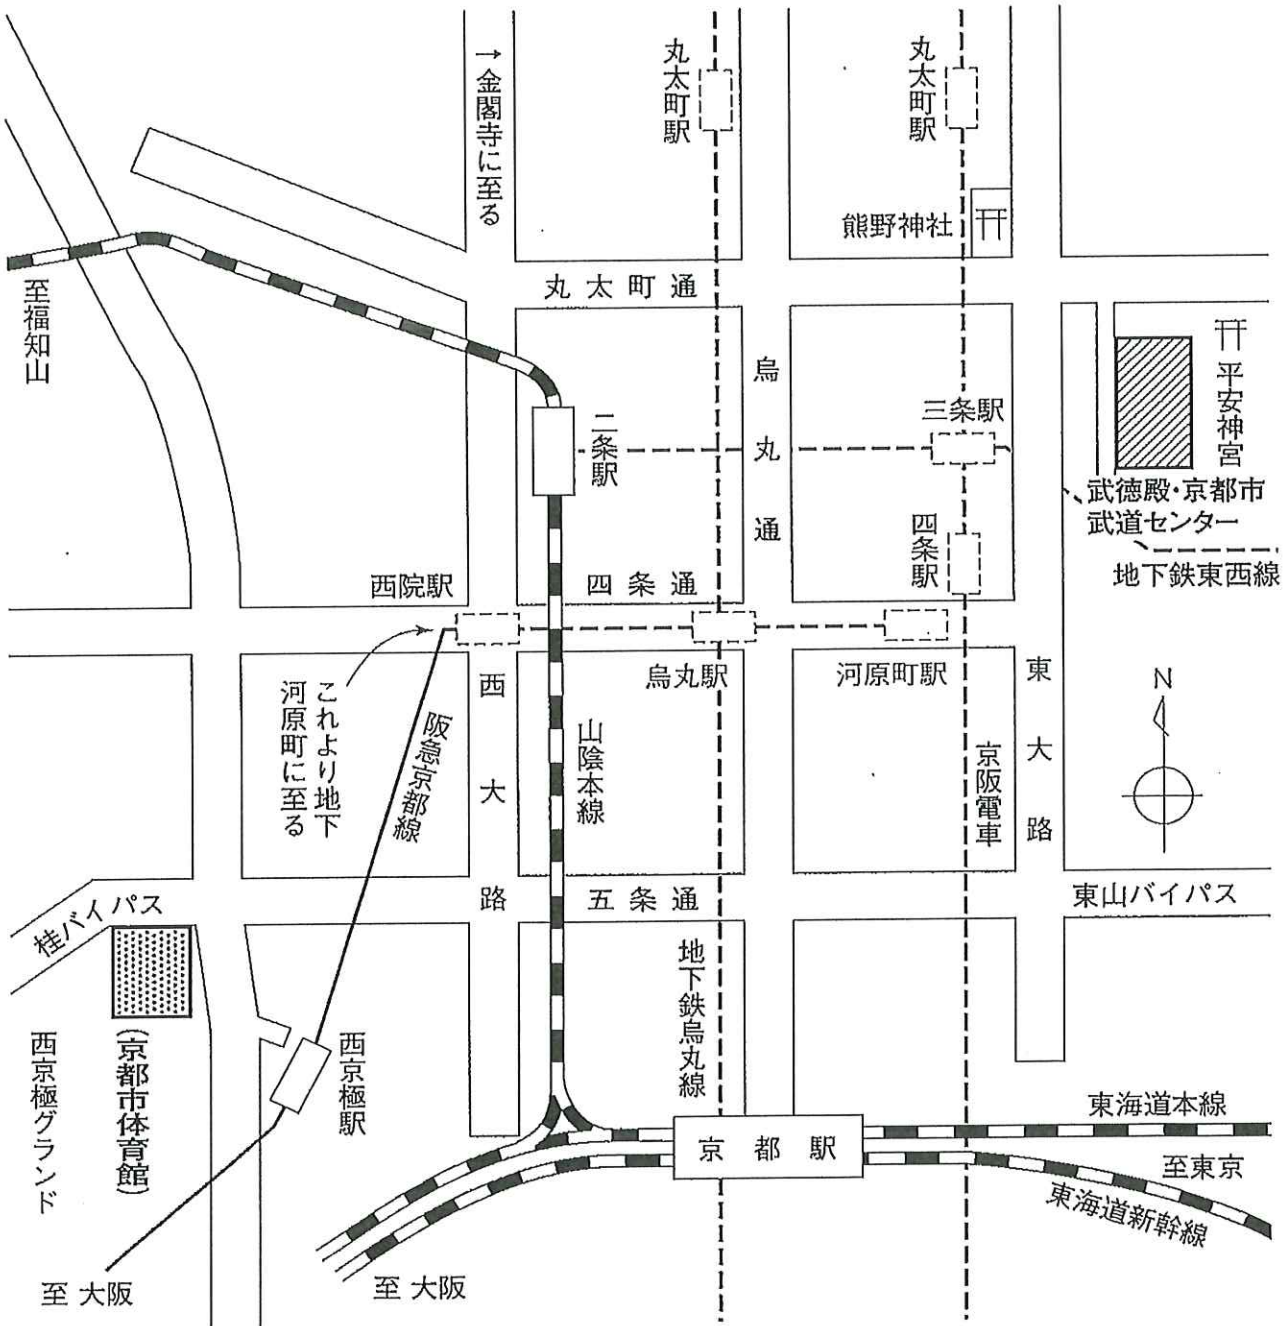 ↑金閣寺に至る
丸太町駅
丸太町駅
熊野神社
丸太町通
至福知山
烏丸通
二条駅
三条駅
平安神宮
武徳殿・京都市
武道センター
四条駅
地下鉄東西線
西院駅
四条通
烏丸駅
河原町駅
これより地下
河原町に至る
阪急京都線
西大路
山陰本線
京阪電車
東大路
N
桂バイパス
五条通
東山バイパス
地下鉄烏丸線
西京極駅
(京都市体育館)
西京極グランド
京都駅
東海道本線
至東京
東海道新幹線
至 大阪
至 大阪